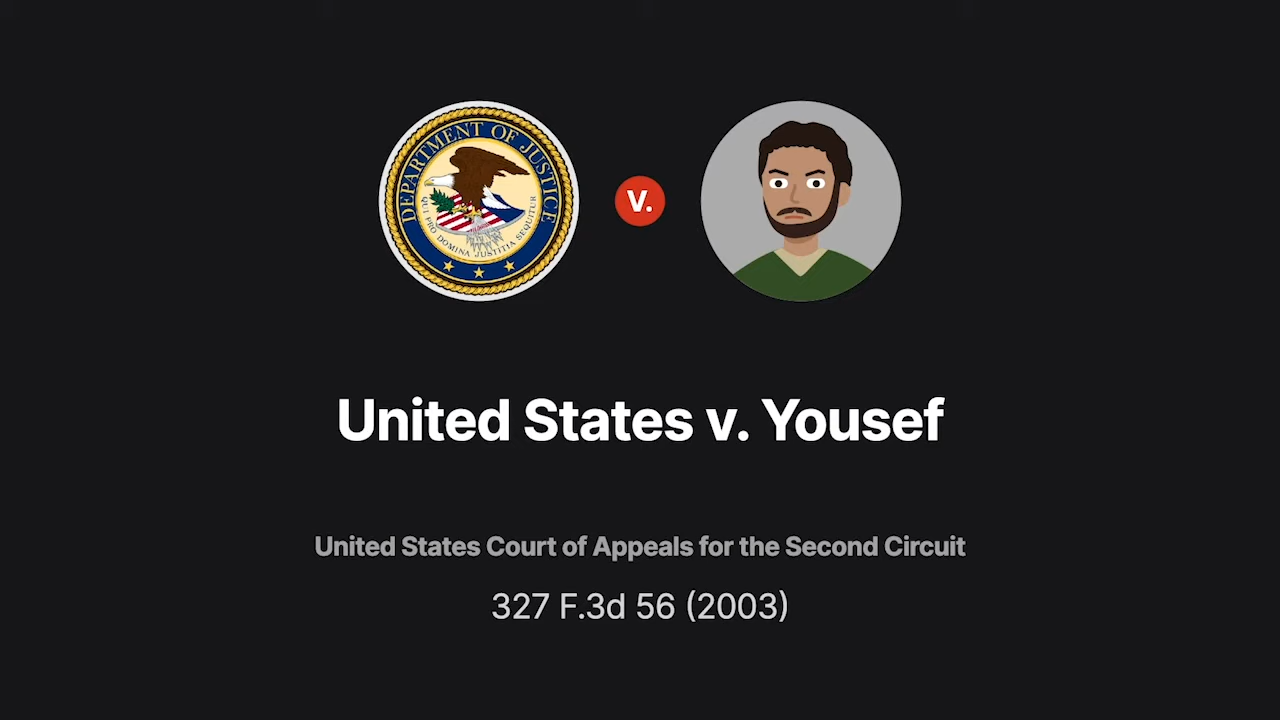 DEPARTMENT OF JUSTICE
QUI PRO DOMINA JUSTITIA SEQUITUR
V.
United States v. Yousef
United States Court of Appeals for the Second Circuit
327 F.3d 56 (2003)